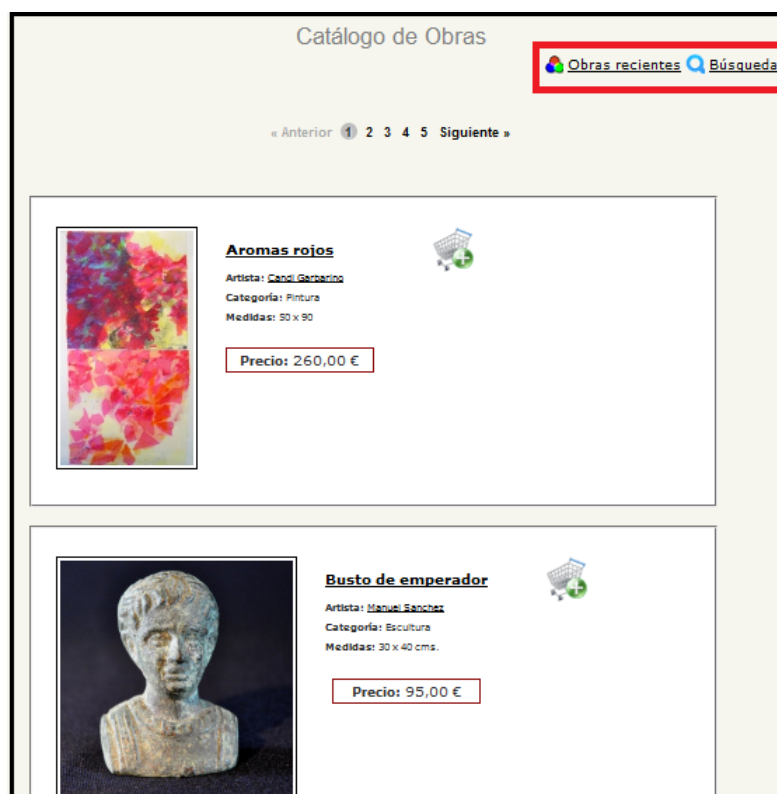 Catálogo de Obras
Obras recientes Búsqueda
« Anterior 1 2 3 4 5 Siguiente »
Aromas rojos
Artista: Candi Garbarino
Categoría: Pintura
Medidas: 50 x 90
Precio: 260,00 €
Busto de emperador
Artista: Manuel Sanchez
Categoría: Escultura
Medidas: 30 x 40 cms.
Precio: 95,00 €